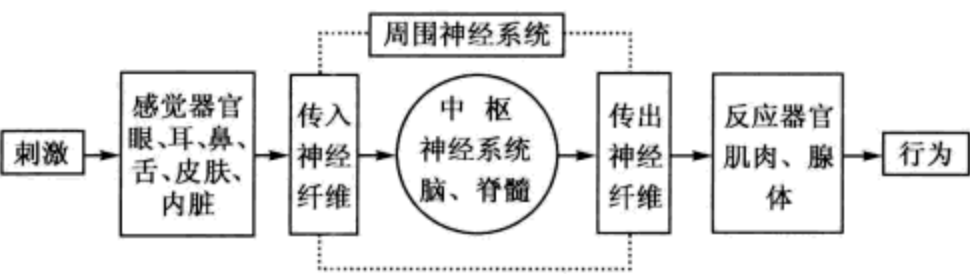 周围神经系统
刺激
感觉器官
眼、耳、鼻、
舌、皮肤、
内脏
传入
神经
纤维
中枢
神经系统
脑、脊髓
传出
神经
纤维
反应器官
肌肉、腺
体
行为